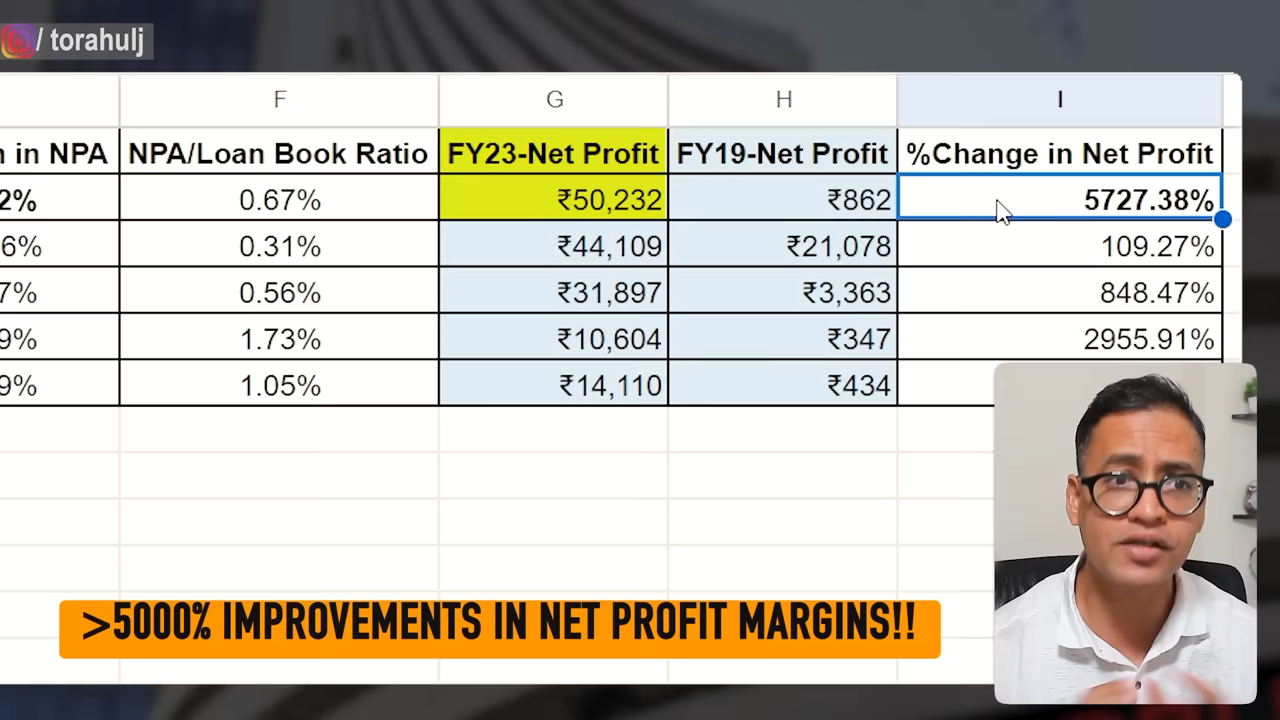 / torahulj
F G H I
n in NPA NPA/Loan Book Ratio FY23-Net Profit FY19-Net Profit %Change in Net Profit
2% 0.67% ₹50,232 ₹862 5727.38%
6% 0.31% ₹44,109 ₹21,078 109.27%
7% 0.56% ₹31,897 ₹3,363 848.47%
9% 1.73% ₹10,604 ₹347 2955.91%
9% 1.05% ₹14,110 ₹434
>5000% IMPROVEMENTS IN NET PROFIT MARGINS!!